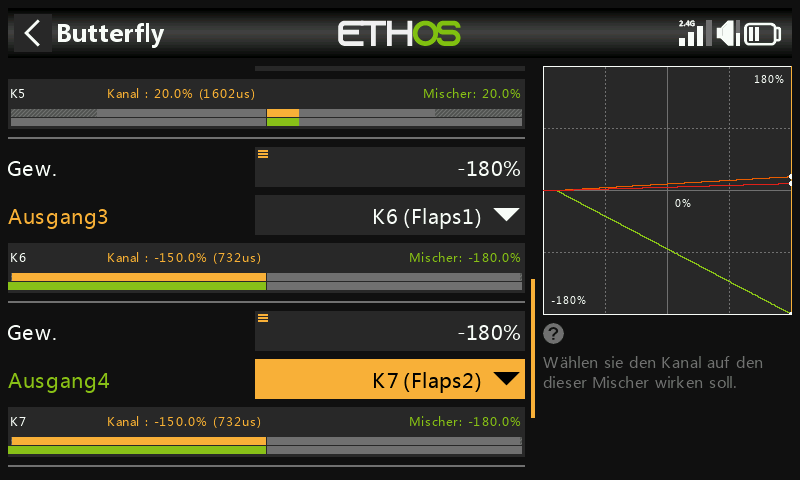 Butterfly
ETHOS
2.4G
K5 Kanal : 20.0% (1602us) Mischer: 20.0%
Gew. -180%
Ausgang3 K6 (Flaps1)
K6 Kanal : -150.0% (732us) Mischer: -180.0%
Gew. -180%
Ausgang4 K7 (Flaps2)
K7 Kanal : -150.0% (732us) Mischer: -180.0%
180%
0%
-180%
?
Wählen sie den Kanal auf den
dieser Mischer wirken soll.